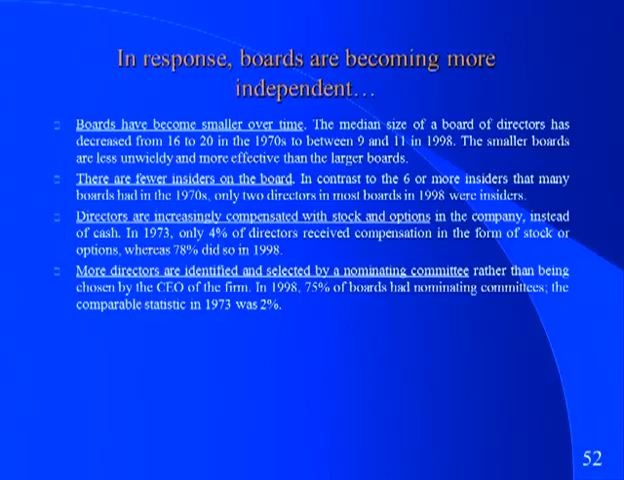 In response, boards are becoming more
independent…
Boards have become smaller over time. The median size of a board of directors has
decreased from 16 to 20 in the 1970s to between 9 and 11 in 1998. The smaller boards
are less unwieldy and more effective than the larger boards.
There are fewer insiders on the board. In contrast to the 6 or more insiders that many
boards had in the 1970s, only two directors in most boards in 1998 were insiders.
Directors are increasingly compensated with stock and options in the company, instead
of cash. In 1973, only 4% of directors received compensation in the form of stock or
options, whereas 78% did so in 1998.
More directors are identified and selected by a nominating committee rather than being
chosen by the CEO of the firm. In 1998, 75% of boards had nominating committees; the
comparable statistic in 1973 was 2%.
52